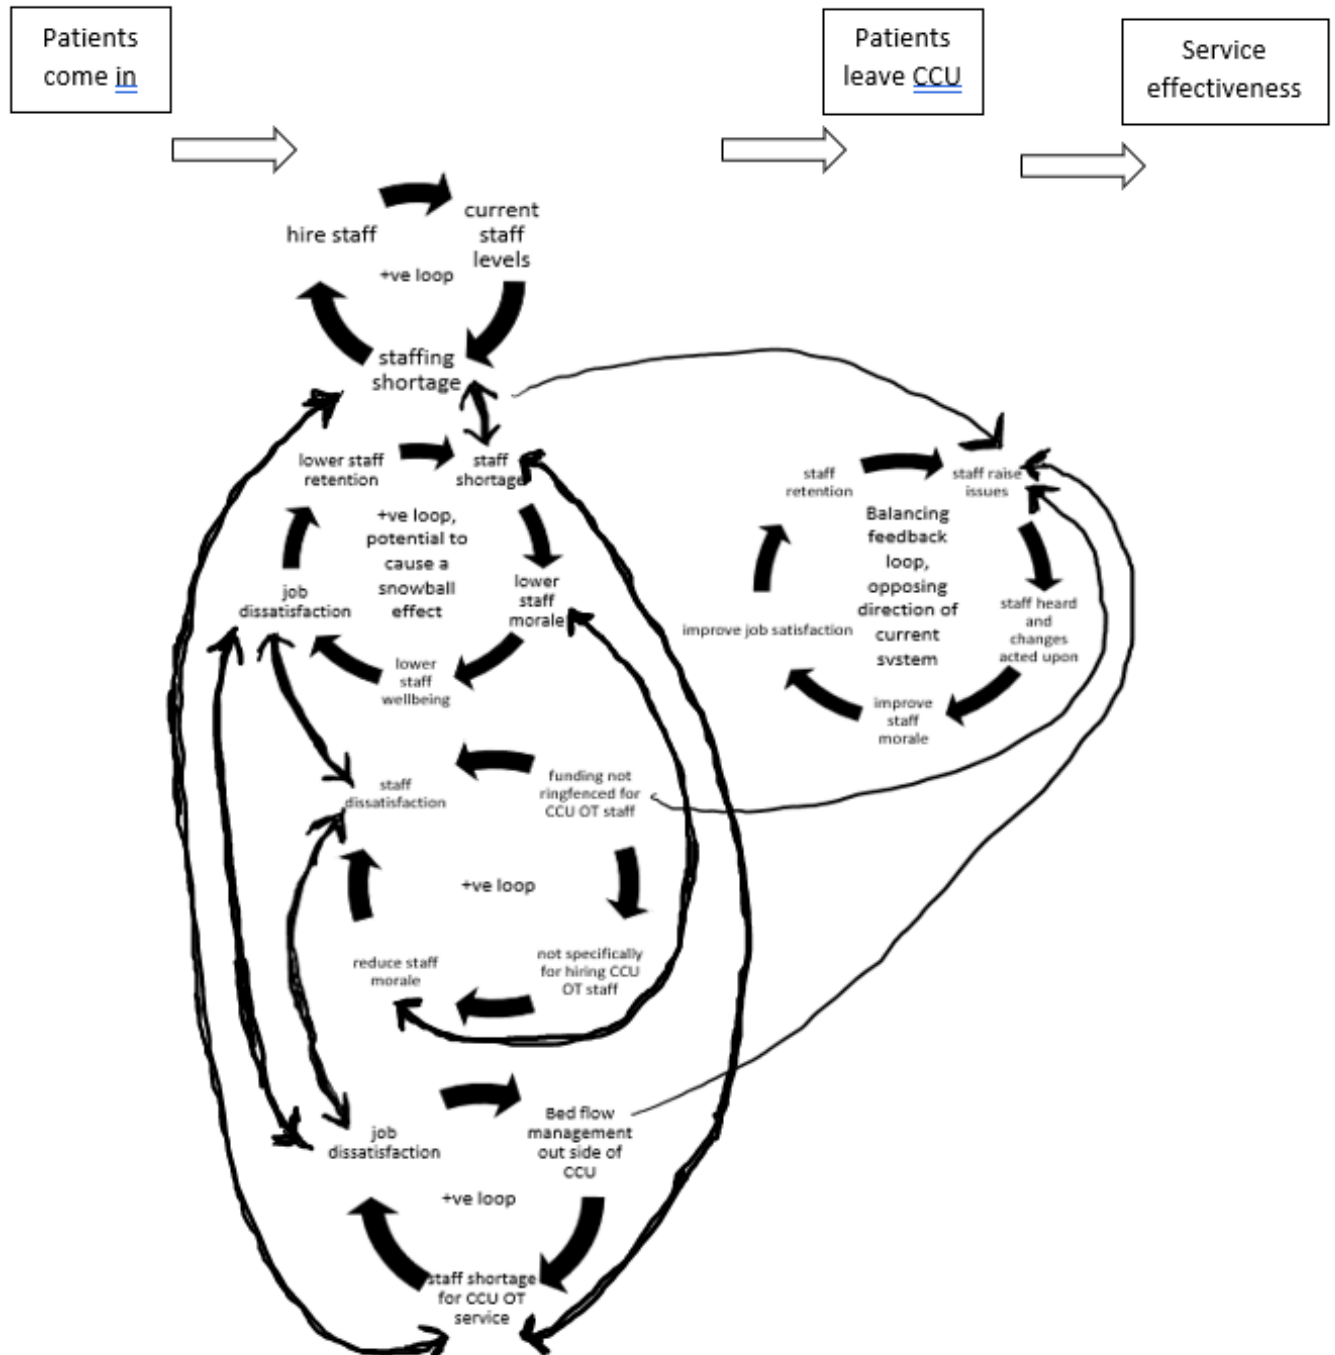 Patients
come in
Patients
leave CCU
Service
effectiveness
hire staff
current
staff
levels
+ve loop
staffing
shortage
lower staff
retention
staff
shortage
+ve loop,
potential to
cause a
snowball
effect
job
dissatisfaction
lower
staff
morale
lower
staff
wellbeing
staff
retention
staff raise
issues
Balancing
feedback
loop,
opposing
direction of
current
system
staff heard
and
changes
acted upon
improve job satisfaction
improve
staff
morale
staff
dissatisfaction
funding not
ringfenced for
CCU OT staff
+ve loop
reduce staff
morale
not specifically
for hiring CCU
OT staff
job
dissatisfaction
Bed flow
management
out side of
CCU
+ve loop
staff shortage
for CCU OT
service